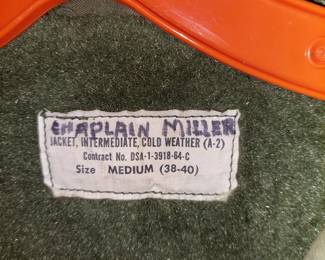 CHAPLAIN MILLER
JACKET, INTERMEDIATE, COLD WEATHER (A-2)
Contract No. DSA-1-3918-64-C
Size MEDIUM (38-40)